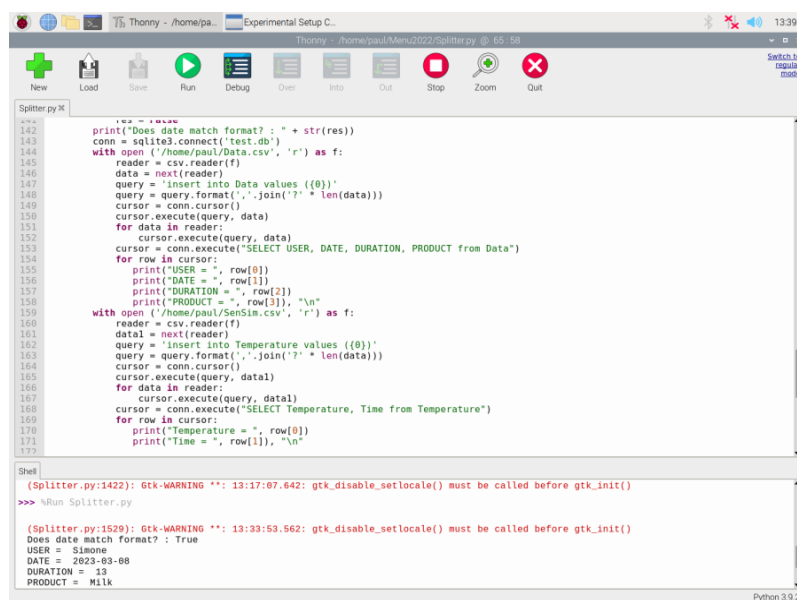 Thonny - /home/pa...
Experimental Setup C...
13:39
Thonny - /home/paul/Menu2022/Splitter.py @ 65:58
New
Load
Save
Run
Debug
Over
Into
Out
Stop
Zoom
Quit
Switch t
regula
mod
Splitter.py
141 res = False
142 print("Does date match format? : " + str(res))
143 conn = sqlite3.connect('test.db')
144 with open ('/home/paul/Data.csv', 'r') as f:
145 reader = csv.reader(f)
146 data = next(reader)
147 query = 'insert into Data values ({0})'
148 query = query.format(','.join('?' * len(data)))
149 cursor = conn.cursor()
150 cursor.execute(query, data)
151 for data in reader:
152 cursor.execute(query, data)
153 cursor = conn.execute("SELECT USER, DATE, DURATION, PRODUCT from Data")
154 for row in cursor:
155 print("USER = ", row[0])
156 print("DATE = ", row[1])
157 print("DURATION = ", row[2])
158 print("PRODUCT = ", row[3]), "\n"
159 with open ('/home/paul/SenSim.csv', 'r') as f:
160 reader = csv.reader(f)
161 data1 = next(reader)
162 query = 'insert into Temperature values ({0})'
163 query = query.format(','.join('?' * len(data)))
164 cursor = conn.cursor()
165 cursor.execute(query, data1)
166 for data in reader:
167 cursor.execute(query, data1)
168 cursor = conn.execute("SELECT Temperature, Time from Temperature")
169 for row in cursor:
170 print("Temperature = ", row[0])
171 print("Time = ", row[1]), "\n"
172
Shell
(Splitter.py:1422): Gtk-WARNING **: 13:17:07.642: gtk_disable_setlocale() must be called before gtk_init()
>>> %Run Splitter.py
(Splitter.py:1529): Gtk-WARNING **: 13:33:53.562: gtk_disable_setlocale() must be called before gtk_init()
Does date match format? : True
USER = Simone
DATE = 2023-03-08
DURATION = 13
PRODUCT = Milk
Python 3.9.